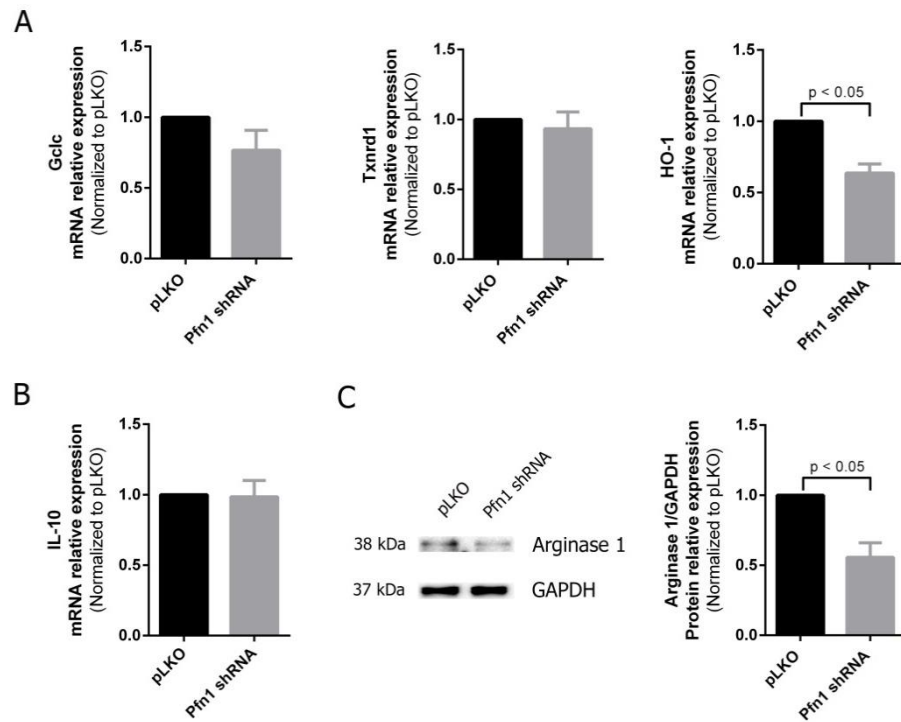 A
Gclc
mRNA relative expression
(Normalized to pLKO)
1.5
1.0
0.5
0.0
pLKO
Pfn1 shRNA
Txnrd1
mRNA relative expression
(Normalized to pLKO)
1.5
1.0
0.5
0.0
pLKO
Pfn1 shRNA
HO-1
mRNA relative expression
(Normalized to pLKO)
1.5
1.0
0.5
0.0
p < 0.05
pLKO
Pfn1 shRNA
B
IL-10
mRNA relative expression
(Normalized to pLKO)
1.5
1.0
0.5
0.0
pLKO
Pfn1 shRNA
C
pLKO
Pfn1 shRNA
38 kDa
Arginase 1
37 kDa
GAPDH
Arginase 1/GAPDH
Protein relative expression
(Normalized to pLKO)
1.5
1.0
0.5
0.0
p < 0.05
pLKO
Pfn1 shRNA